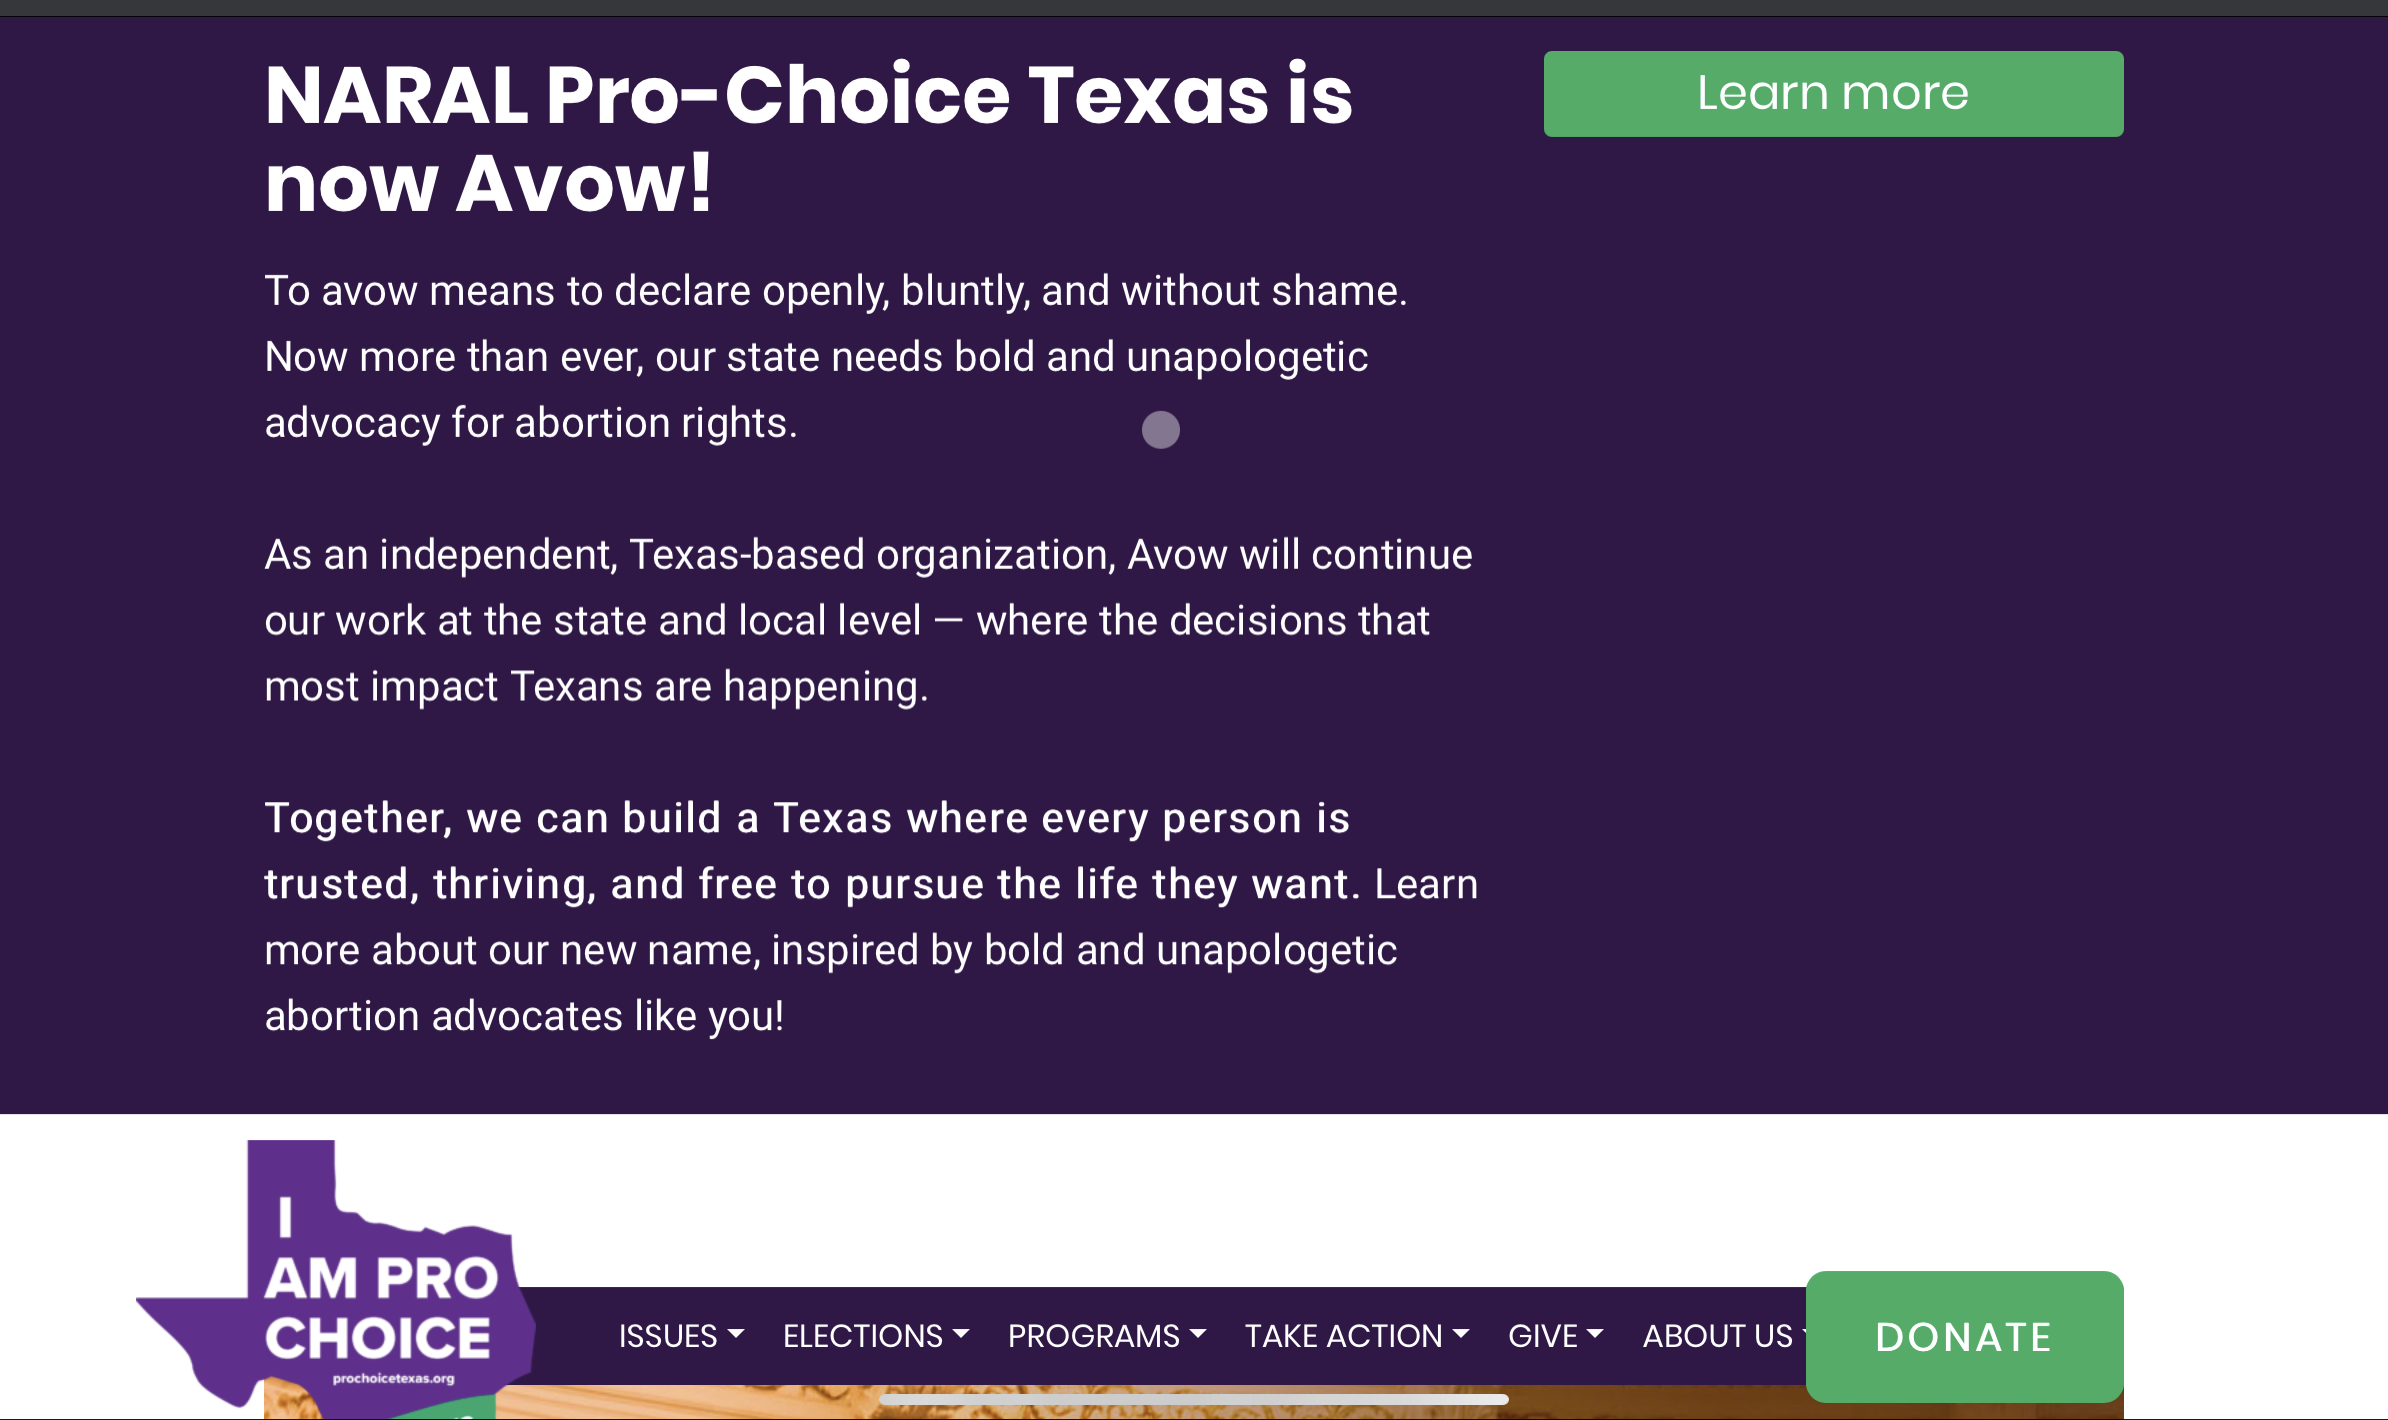 NARAL Pro-Choice Texas is
now Avow!
Learn more
To avow means to declare openly, bluntly, and without shame.
Now more than ever, our state needs bold and unapologetic
advocacy for abortion rights.
As an independent, Texas-based organization, Avow will continue
our work at the state and local level — where the decisions that
most impact Texans are happening.
Together, we can build a Texas where every person is
trusted, thriving, and free to pursue the life they want. Learn
more about our new name, inspired by bold and unapologetic
abortion advocates like you!
I
AM PRO
CHOICE
prochoicetexas.org
ISSUES ELECTIONS PROGRAMS TAKE ACTION GIVE ABOUT US DONATE